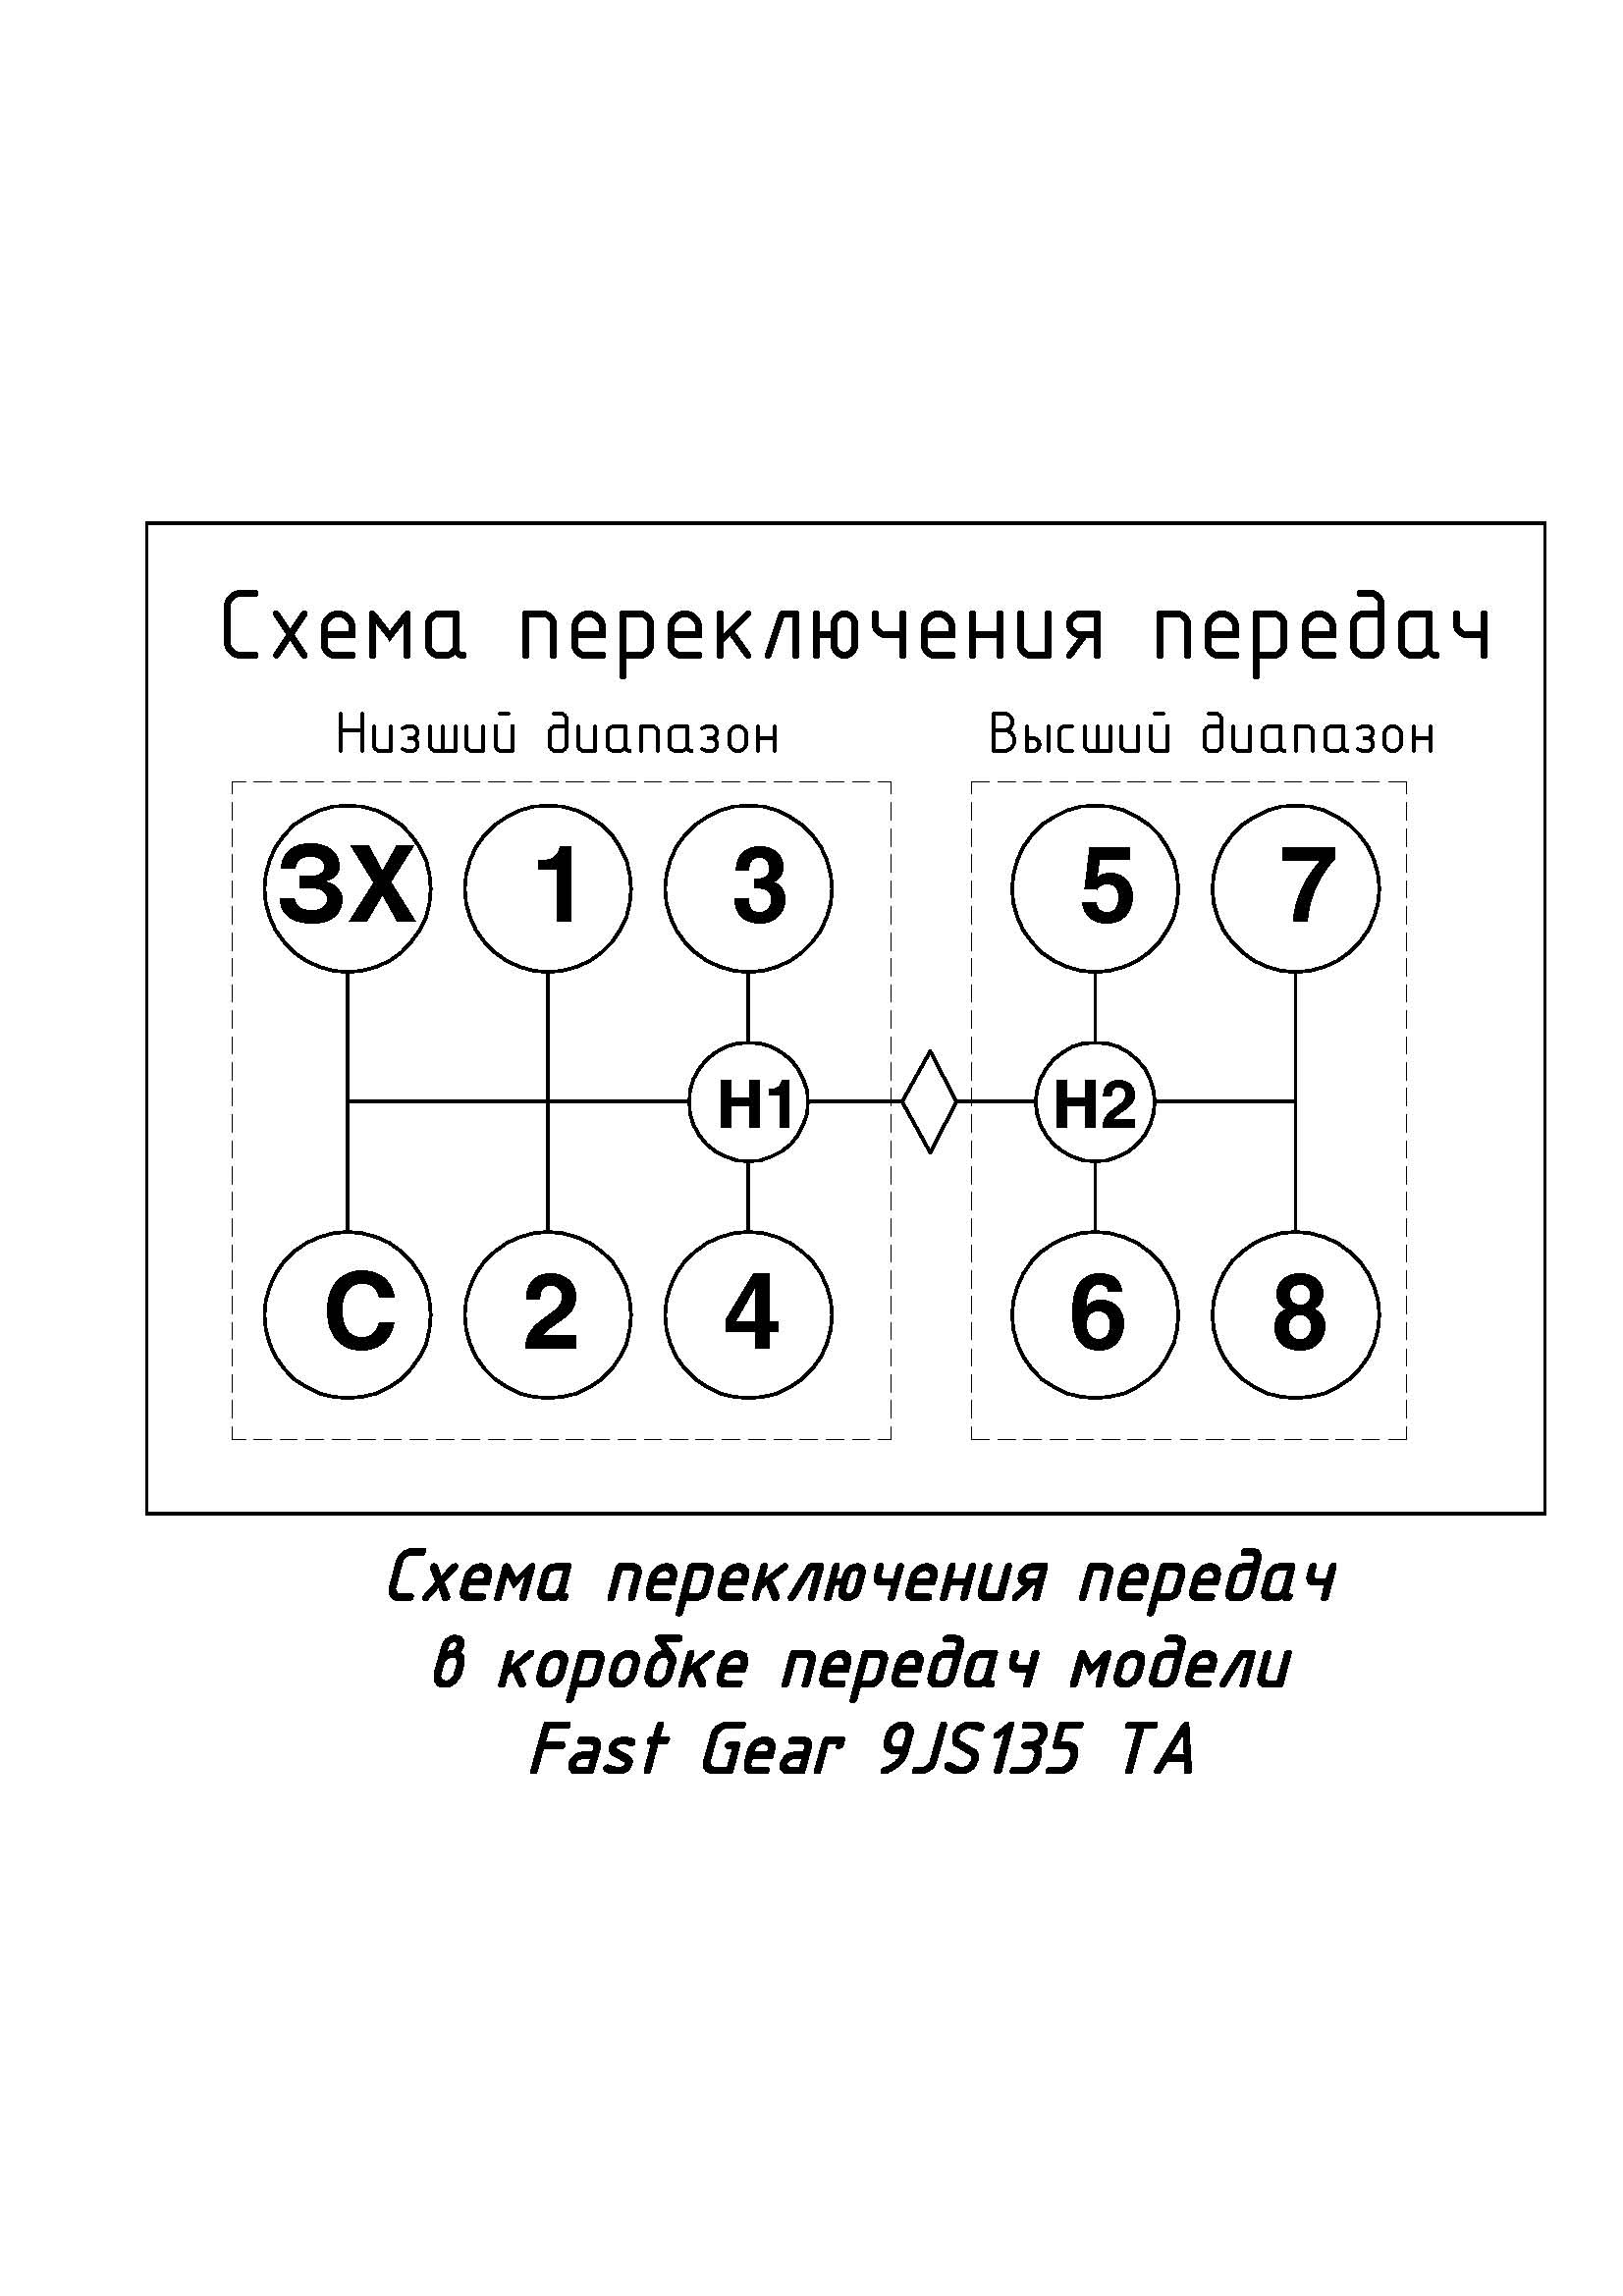 Схема переключения передач
Низший диапазон Высший диапазон
ЗХ 1 3 5 7
Н1 Н2
С 2 4 6 8
Схема переключения передач
в коробке передач модели
Fast Gear 9JS135 TA